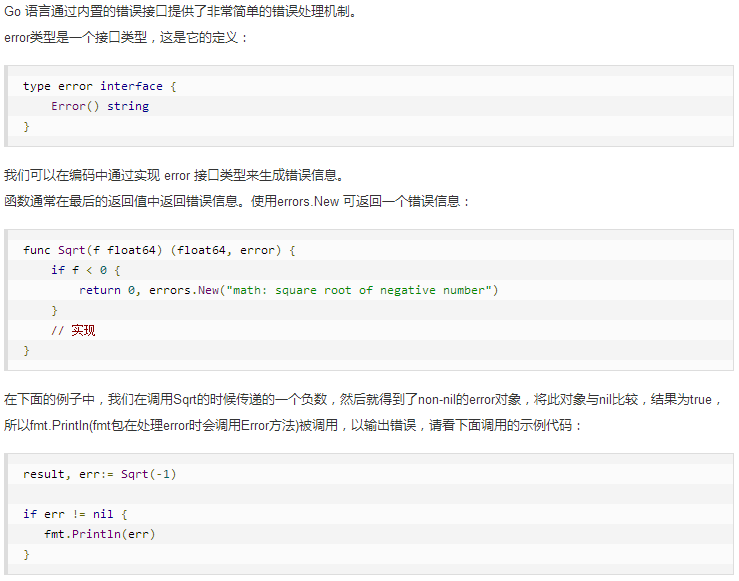 Go 语言通过内置的错误接口提供了非常简单的错误处理机制。
error类型是一个接口类型，这是它的定义：
type error interface {
    Error() string
}
我们可以在编码中通过实现 error 接口类型来生成错误信息。
函数通常在最后的返回值中返回错误信息。使用errors.New 可返回一个错误信息：
func Sqrt(f float64) (float64, error) {
    if f < 0 {
        return 0, errors.New("math: square root of negative number")
    }
    // 实现
}
在下面的例子中，我们在调用Sqrt的时候传递的一个负数，然后就得到了non-nil的error对象，将此对象与nil比较，结果为true，
所以fmt.Println(fmt包在处理error时会调用Error方法)被调用，以输出错误，请看下面调用的示例代码：
result, err:= Sqrt(-1)
if err != nil {
   fmt.Println(err)
}